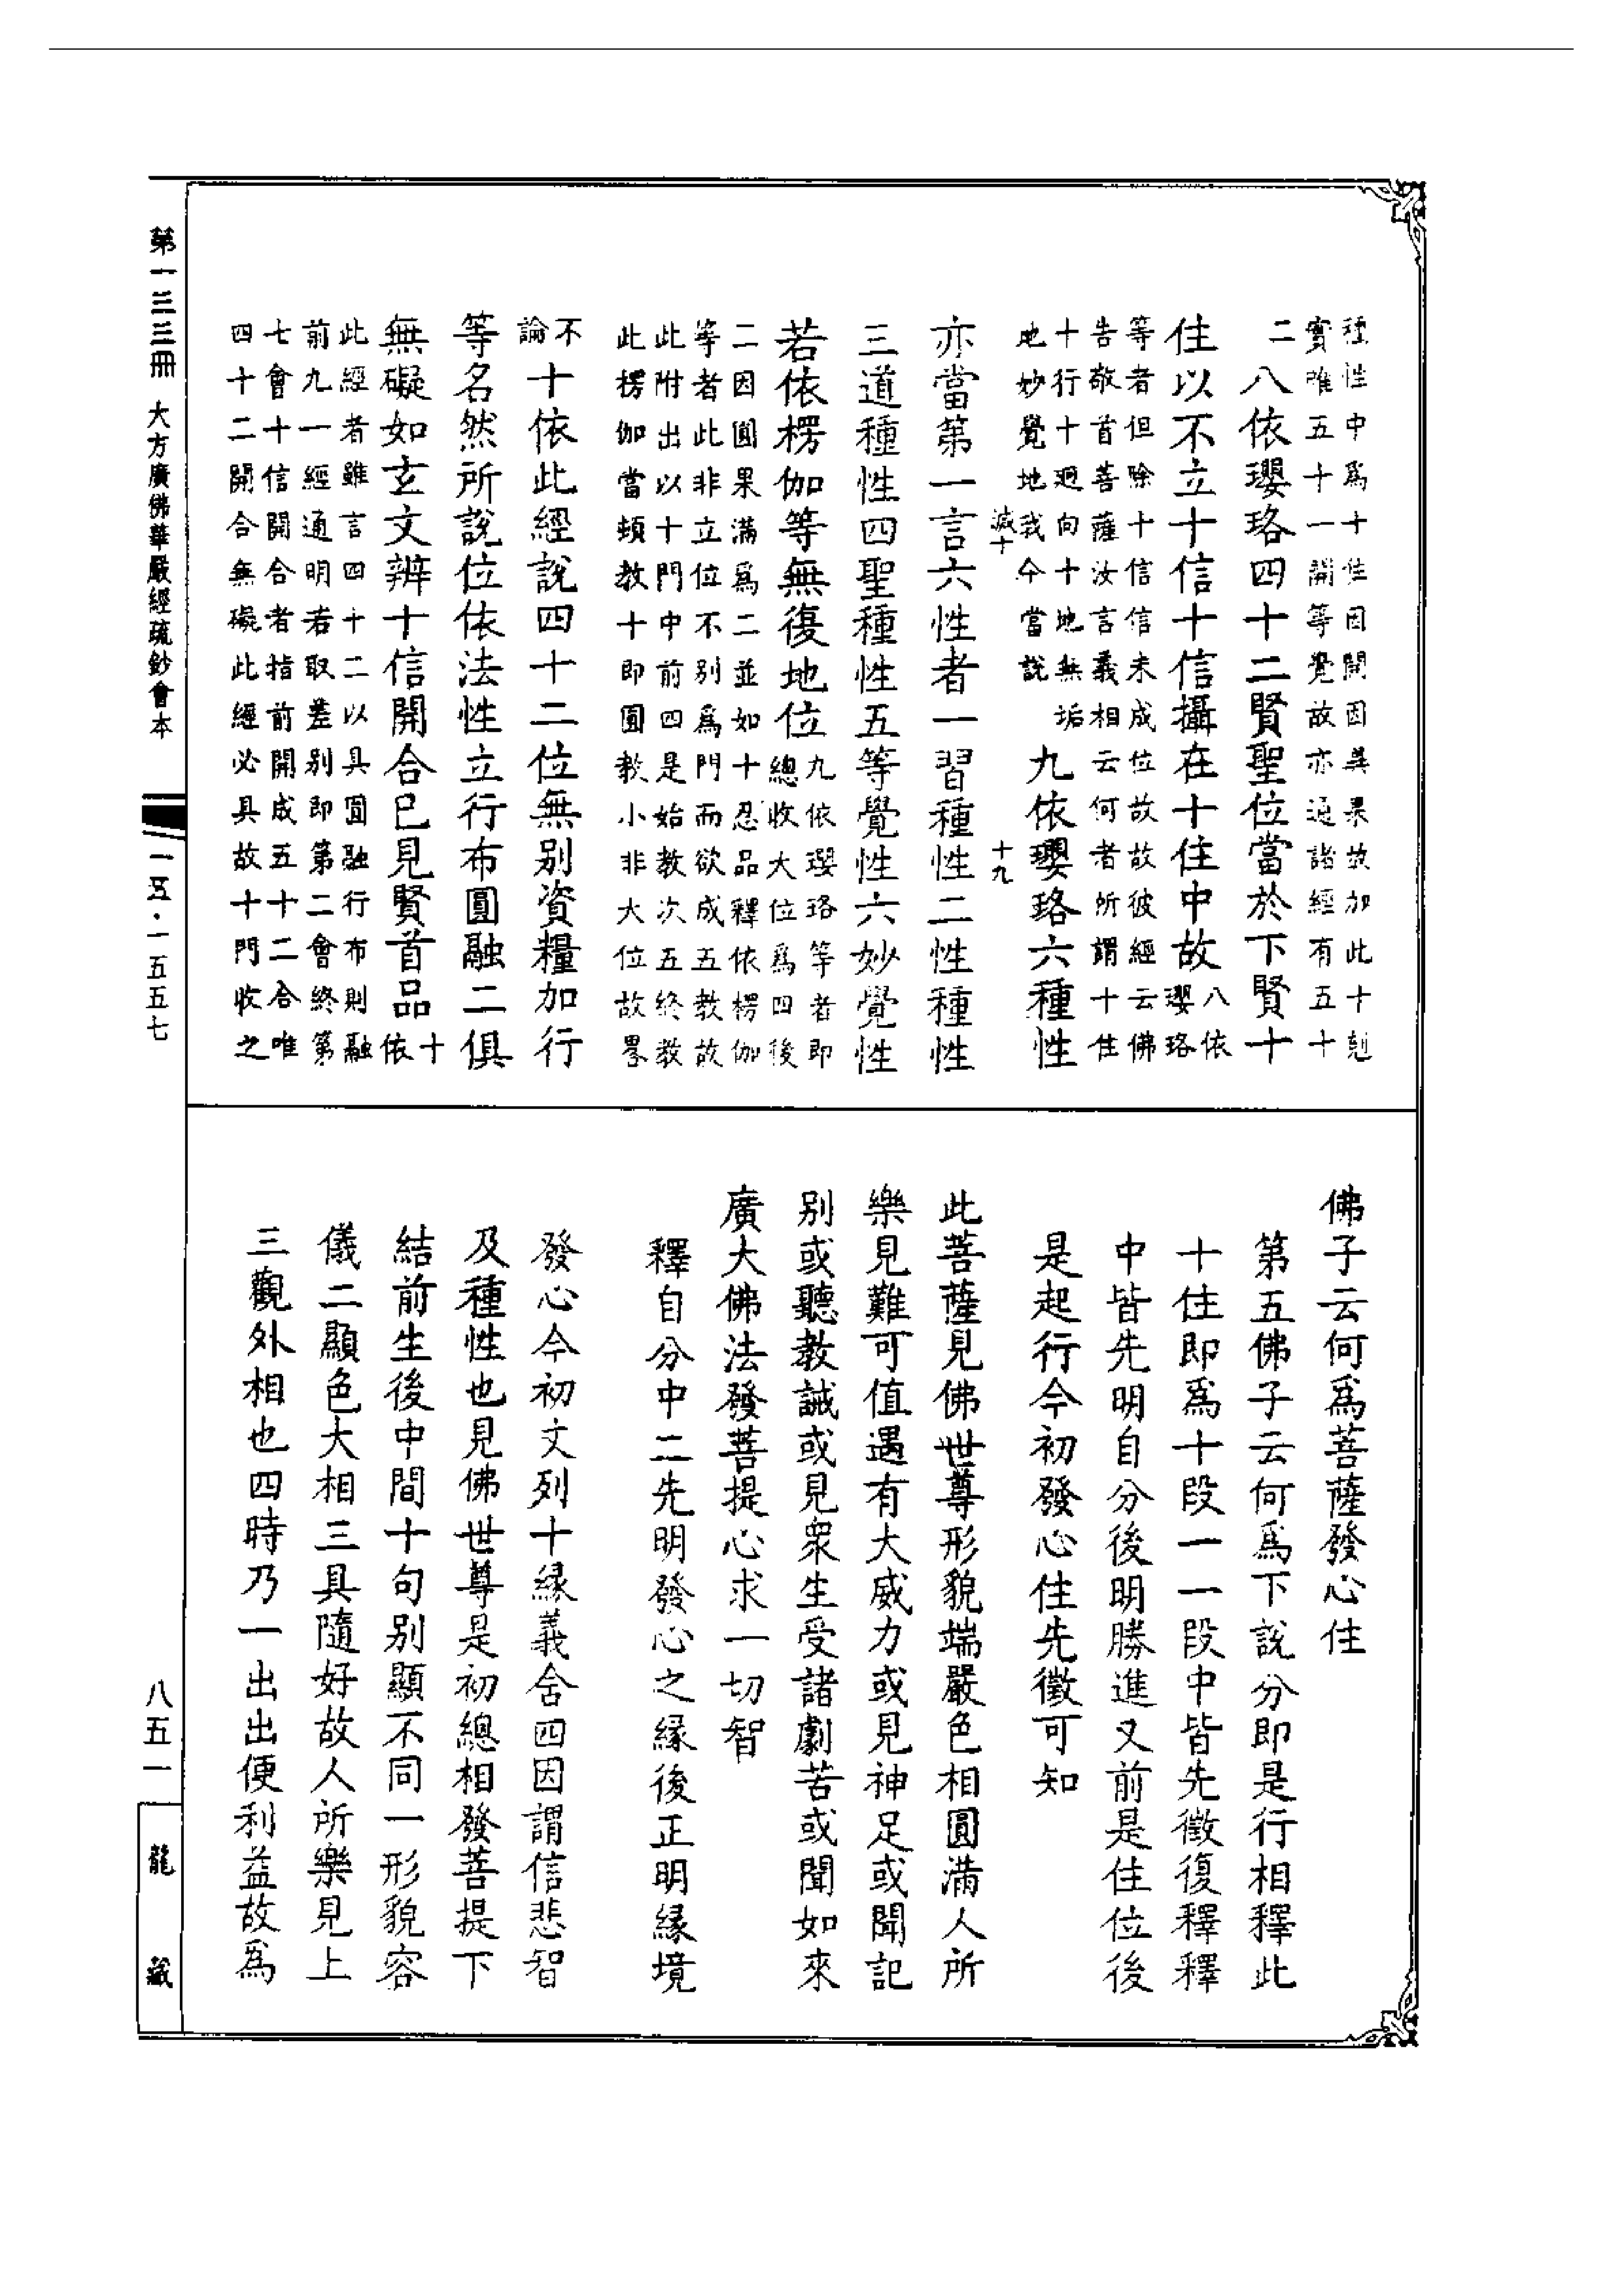 種性中爲十住因開因異果故加此十剋
實唯五十一開等覺故亦通諸經有五十
二八依瓔珞四十二賢聖位當於下賢十
住以不立十信十信攝在十住中故八依
瓔珞
等者但除十信信未成位故故彼經云佛
告敬首菩薩汝言義相云何者所謂十住
十行十迴向十地無垢
地妙覺地我今當說
九依瓔珞六種性
減十 十九
亦當第一言六性者一習種性二性種性
三道種性四聖種性五等覺性六妙覺性
若依楞伽等無復地位九依瓔珞等者即
總收大位爲四後
二因圓果滿爲二並如十忍品釋依楞伽
等者此非立位不別爲門而欲成五教故
此附出以十門中前四是始教次五終教
此楞伽當頓教十即圓教小非大位故畧
不
論
十依此經說四十二位無別資糧加行
等名然所說位依法性立行布圓融二俱
無礙如玄文辨十信開合已見賢首品十
依
此經者雖言四十二以具圓融行布則融
前九一經通明若取差別即第二會終第
七會十信開合者指前開成五十二合唯
四十二開合無礙此經必具故十門收之
佛子云何爲菩薩發心住
第五佛子云何爲下說分即是行相釋此
十住即爲十段一一段中皆先徵復釋釋
中皆先明自分後明勝進又前是住位後
是起行今初發心住先徵可知
此菩薩見佛世尊形貌端嚴色相圓滿人所
樂見難可值遇有大威力或見神足或聞記
別或聽教誡或見衆生受諸劇苦或聞如來
廣大佛法發菩提心求一切智
釋自分中二先明發心之緣後正明緣境
發心今初文列十緣義含四因謂信悲智
及種性也見佛世尊是初總相發菩提下
結前生後中間十句別顯不同一形貌容
儀二顯色大相三具隨好故人所樂見上
三觀外相也四時乃一出出便利益故爲
第一三三冊 大方廣佛華嚴經疏鈔會本 一五·一五五七
八五一
龍藏